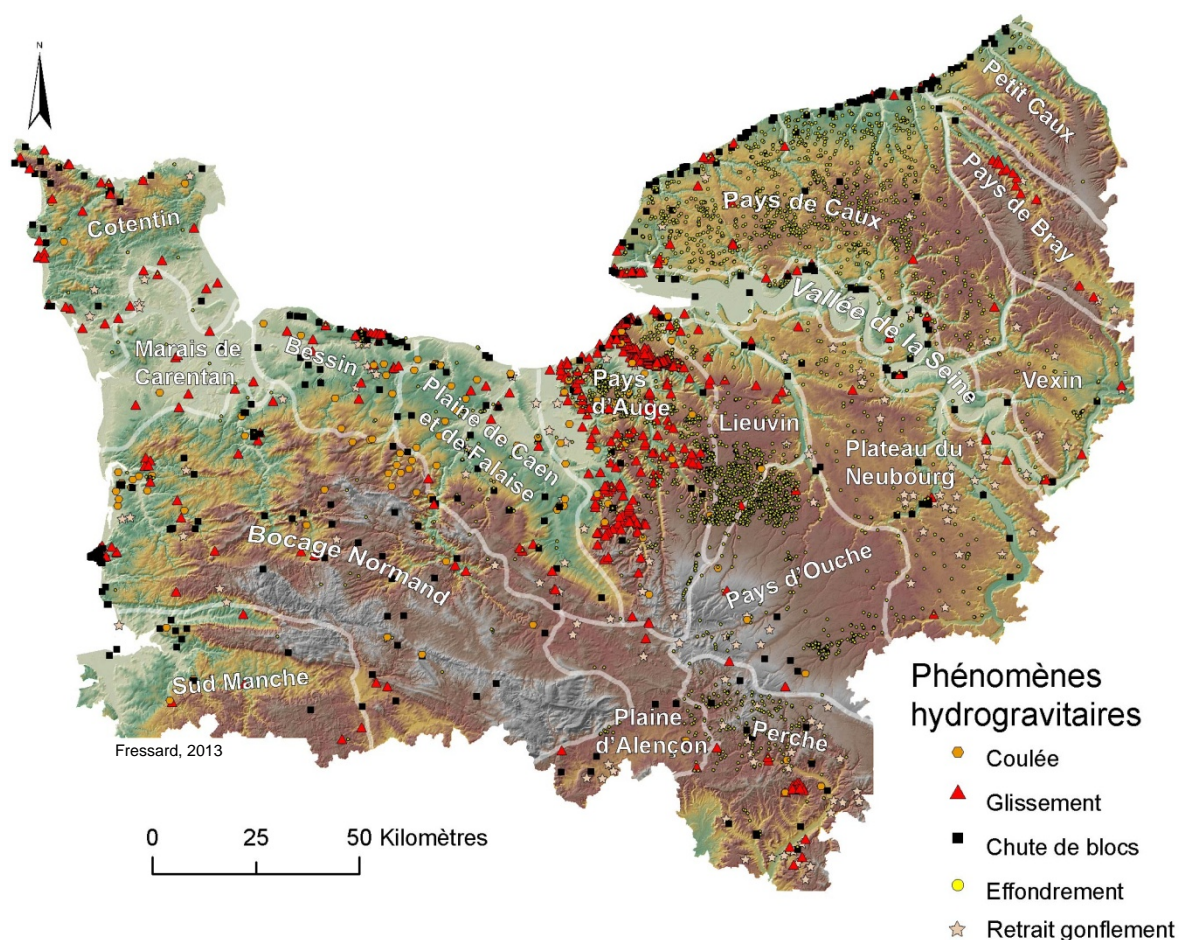 N
Petit Caux
Pays de Bray
Pays de Caux
Cotentin
Vallée de la Seine
Marais de
Carentan
Bessin
Plaine de Caen
et de Falaise
Pays
d'Auge
Lieuvin
Vexin
Plateau du
Neubourg
Bocage Normand
Pays d'Ouche
Sud Manche
Plaine
d'Alençon
Perche
Fressard, 2013
0 25 50 Kilomètres
Phénomènes
hydrogravitaires
Coulée
Glissement
Chute de blocs
Effondrement
Retrait gonflement